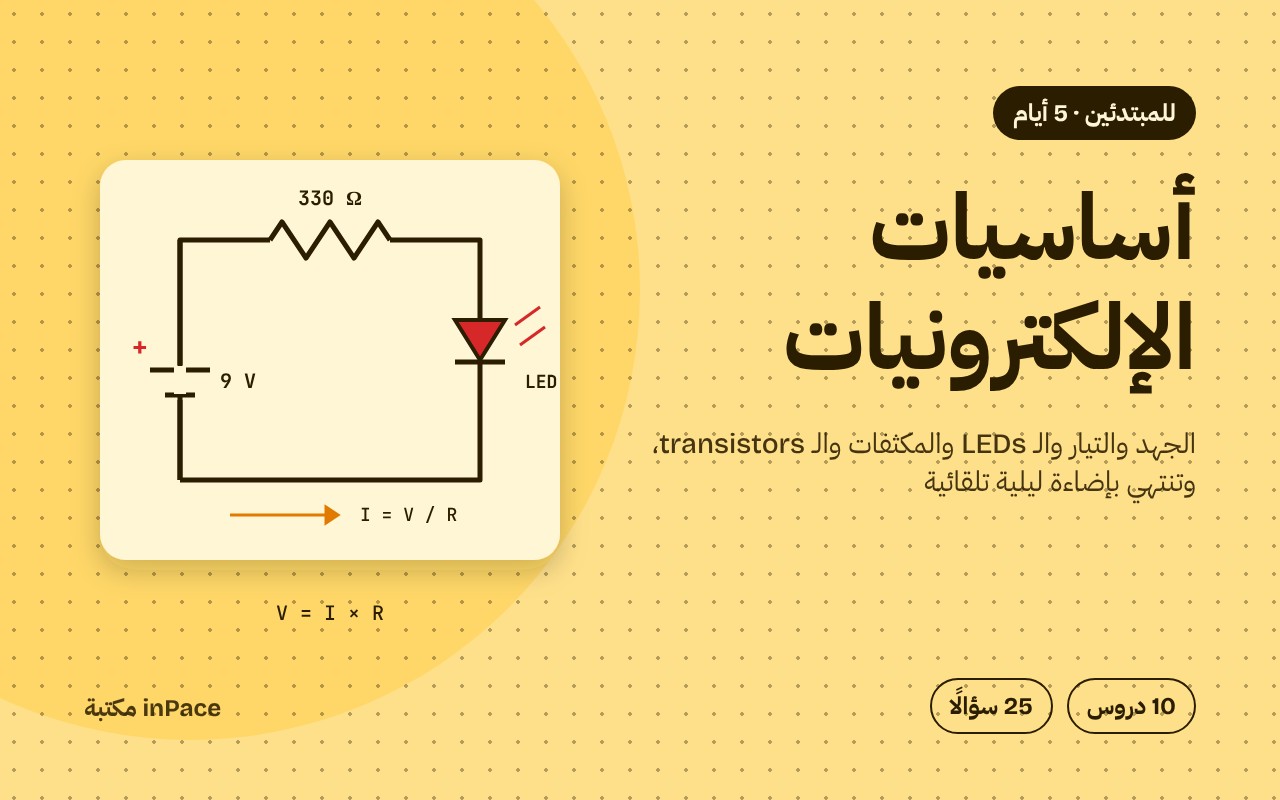 للمبتدئين · 5 أيام
أساسيات
الإلكترونيات
الجهد والتيار والـ LEDs والمكثفات والـ transistors،
وتنتهي بإضاءة ليلية تلقائية
330 Ω
+
9 V
LED
I = V / R
V = I × R
10 دروس
25 سؤالًا
مكتبة inPace